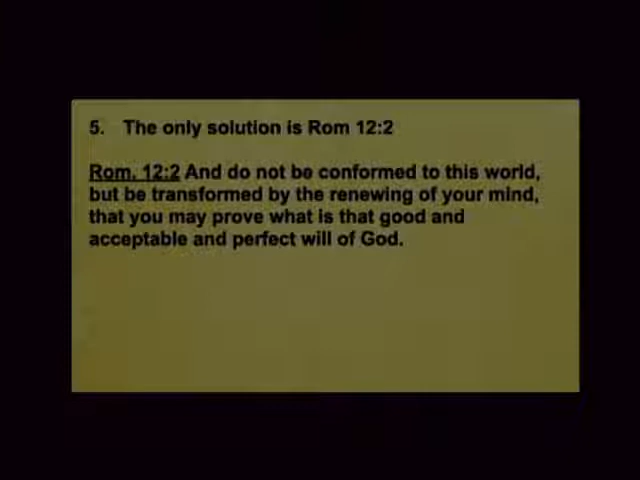 5. The only solution is Rom 12:2
Rom. 12:2 And do not be conformed to this world,
but be transformed by the renewing of your mind,
that you may prove what is that good and
acceptable and perfect will of God.